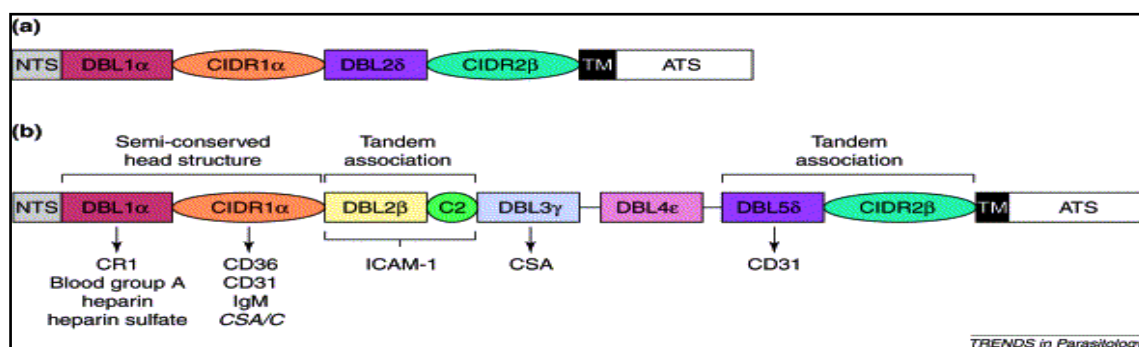 (a)
NTS DBL1α CIDR1α DBL2δ CIDR2β TM ATS
(b)
Semi-conserved head structure
Tandem association
Tandem association
NTS DBL1α CIDR1α DBL2β C2 DBL3γ DBL4ε DBL5δ CIDR2β TM ATS
CR1 CD36 ICAM-1 CSA CD31
Blood group A CD31
heparin IgM
heparin sulfate CSA/C
TRENDS in Parasitology